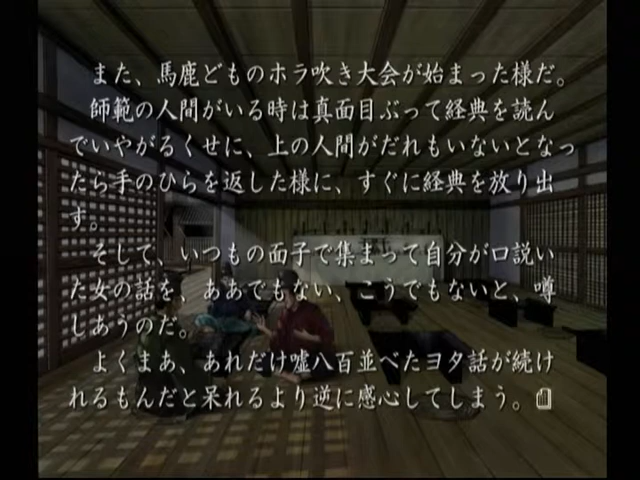 また、馬鹿どものホラ吹き大会が始まった様だ。
師範の人間がいる時は真面目ぶって経典を読ん
でいやがるくせに、上の人間がだれもいないとなっ
たら手のひらを返した様に、すぐに経典を放り出
す。
そして、いつもの面子で集まって自分が口説い
た女の話を、ああでもない、こうでもないと、噂
しあうのだ。
よくまあ、あれだけ嘘八百並べたヨタ話が続け
れるもんだと呆れるより逆に感心してしまう。